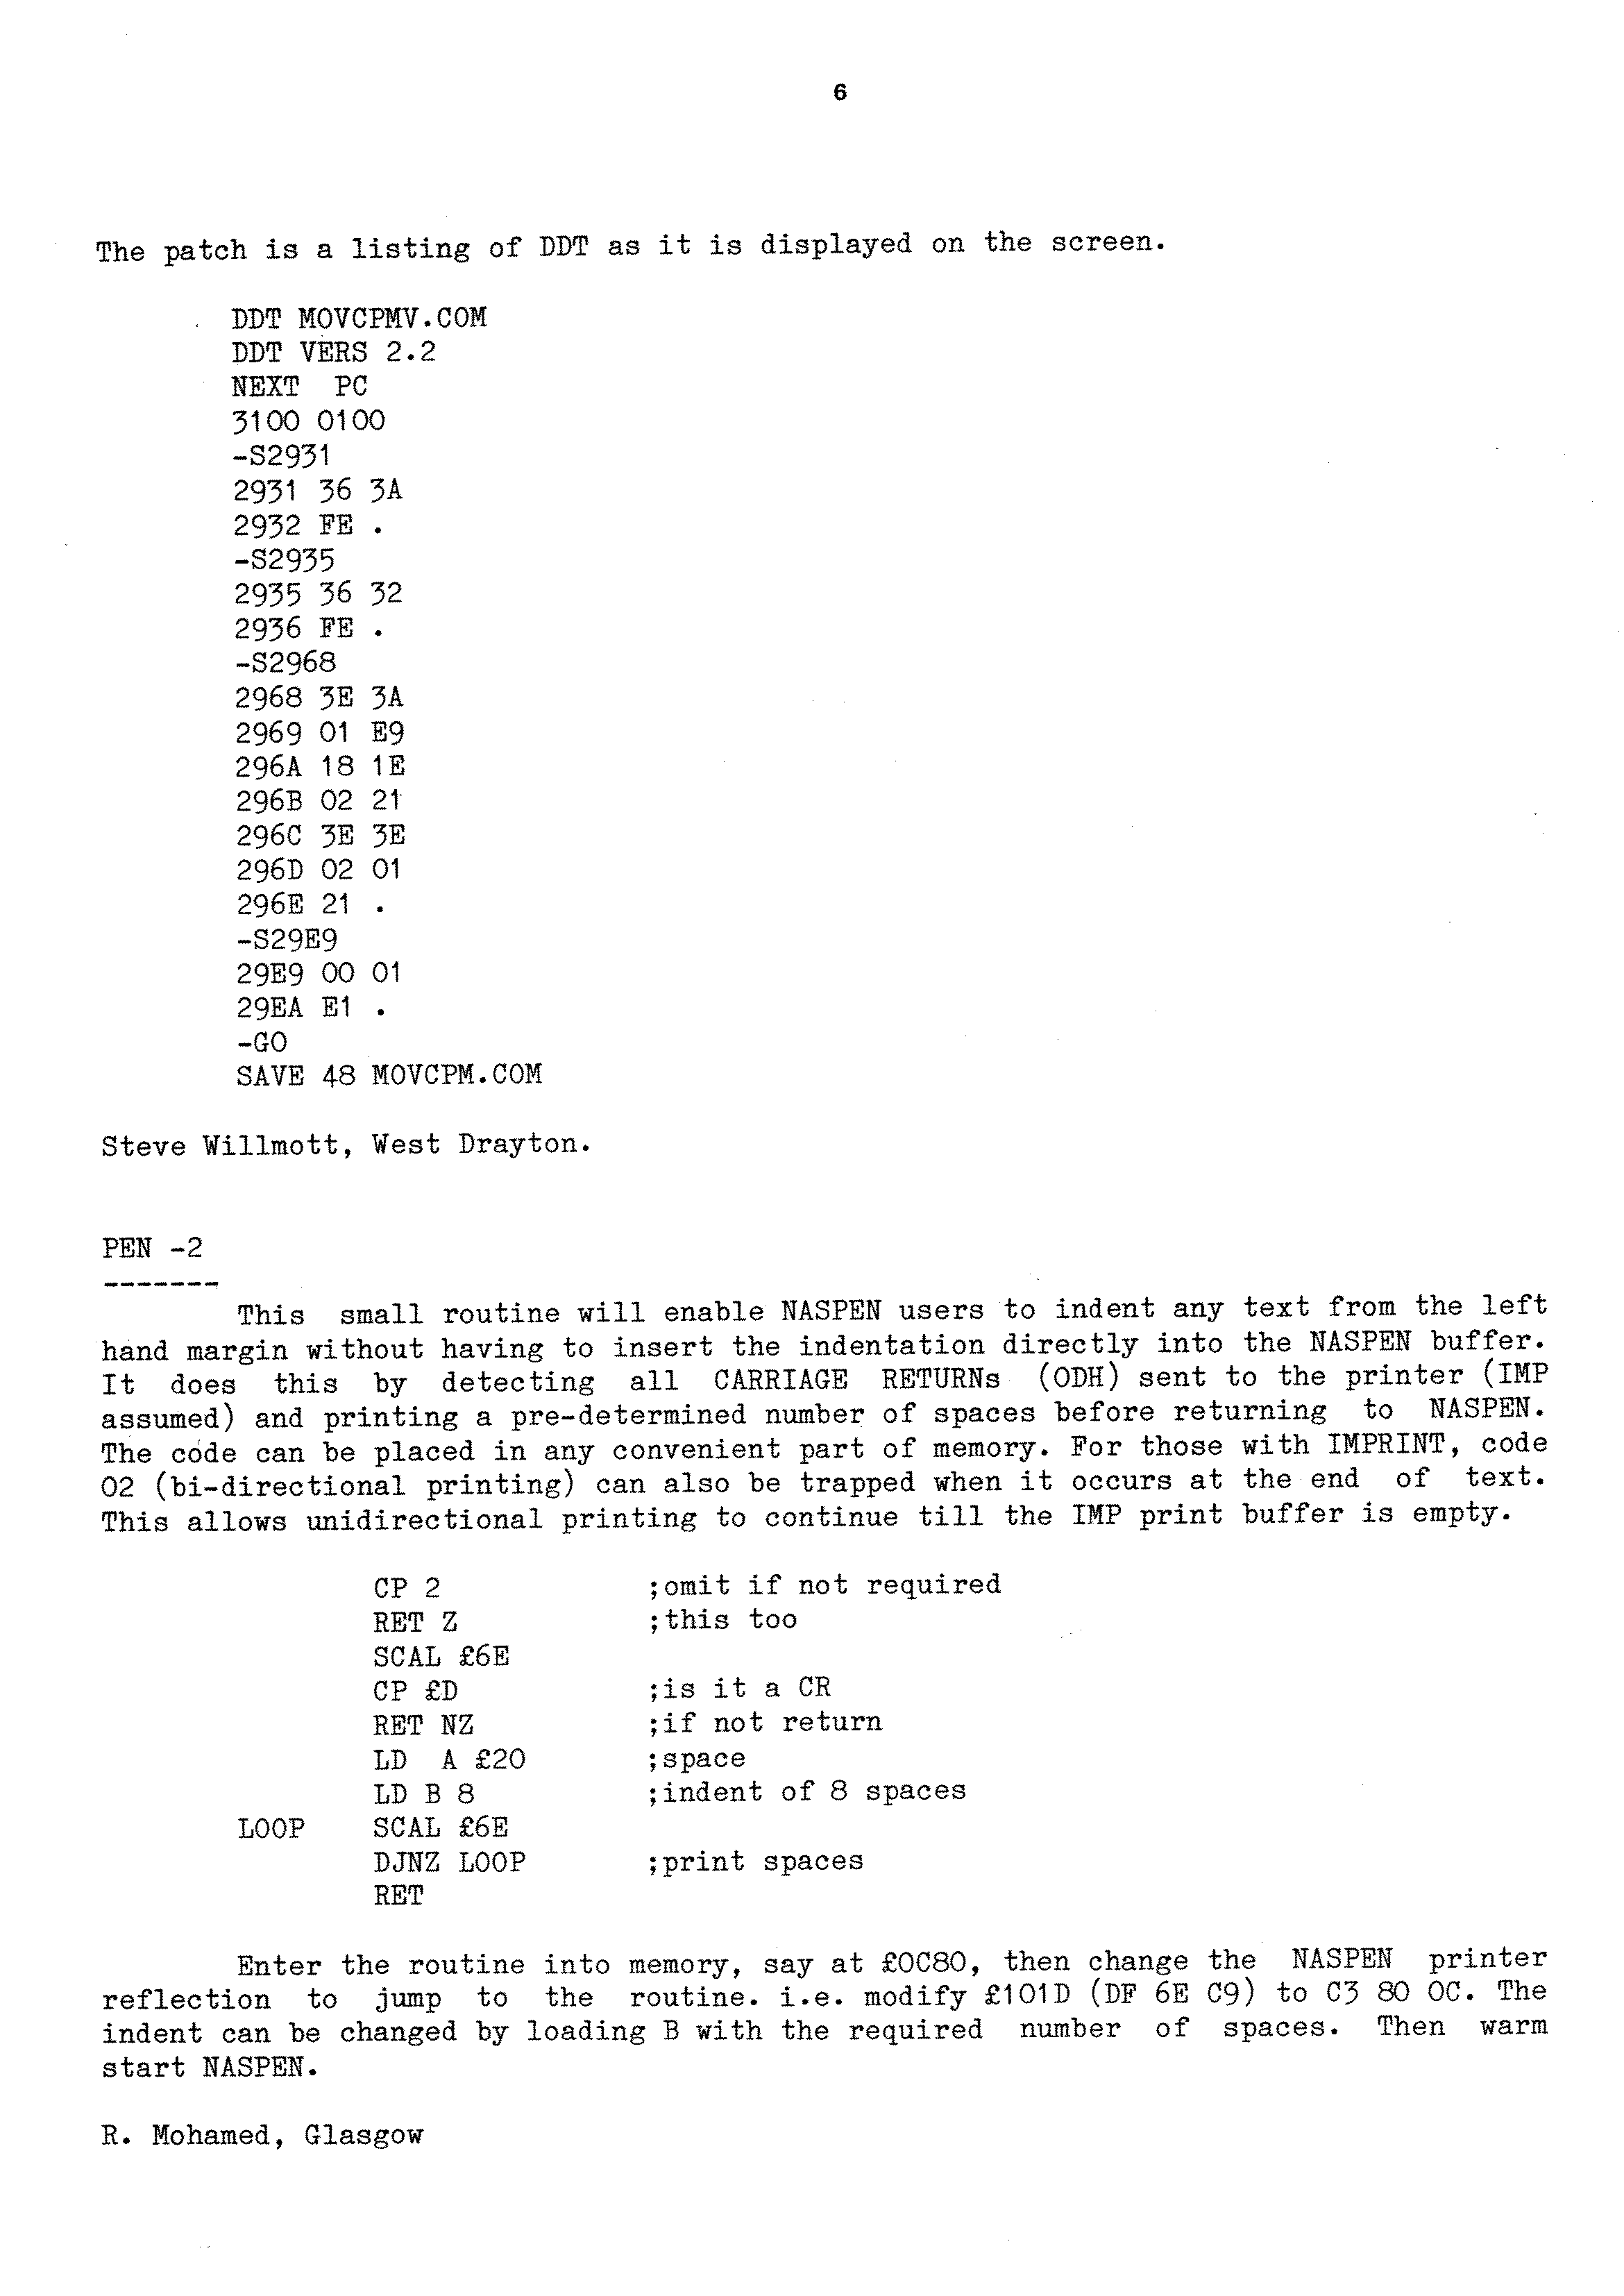 6
The patch is a listing of DDT as it is displayed on the screen.
DDT MOVCPMV.COM
DDT VERS 2.2
NEXT  PC
3100 0100
-S2931
2931 36 3A
2932 FE .
-S2935
2935 36 32
2936 FE .
-S2968
2968 3E 3A
2969 01 E9
296A 18 1E
296B 02 21
296C 3E 3E
296D 02 01
296E 21 .
-S29E9
29E9 00 01
29EA E1 .
-GO
SAVE 48 MOVCPM.COM
Steve Willmott, West Drayton.
PEN -2
-------
This small routine will enable NASPEN users to indent any text from the left
hand margin without having to insert the indentation directly into the NASPEN buffer.
It does this by detecting all CARRIAGE RETURNs (ODH) sent to the printer (IMP
assumed) and printing a pre-determined number of spaces before returning to NASPEN.
The code can be placed in any convenient part of memory. For those with IMPRINT, code
02 (bi-directional printing) can also be trapped when it occurs at the end of text.
This allows unidirectional printing to continue till the IMP print buffer is empty.
CP 2 ;omit if not required
RET Z ;this too
SCAL £6E
CP £D ;is it a CR
RET NZ ;if not return
LD  A £20 ;space
LD B 8 ;indent of 8 spaces
LOOP SCAL £6E
DJNZ LOOP ;print spaces
RET
Enter the routine into memory, say at £0C80, then change the NASPEN printer
reflection to jump to the routine. i.e. modify £101D (DF 6E C9) to C3 80 0C. The
indent can be changed by loading B with the required number of spaces. Then warm
start NASPEN.
R. Mohamed, Glasgow